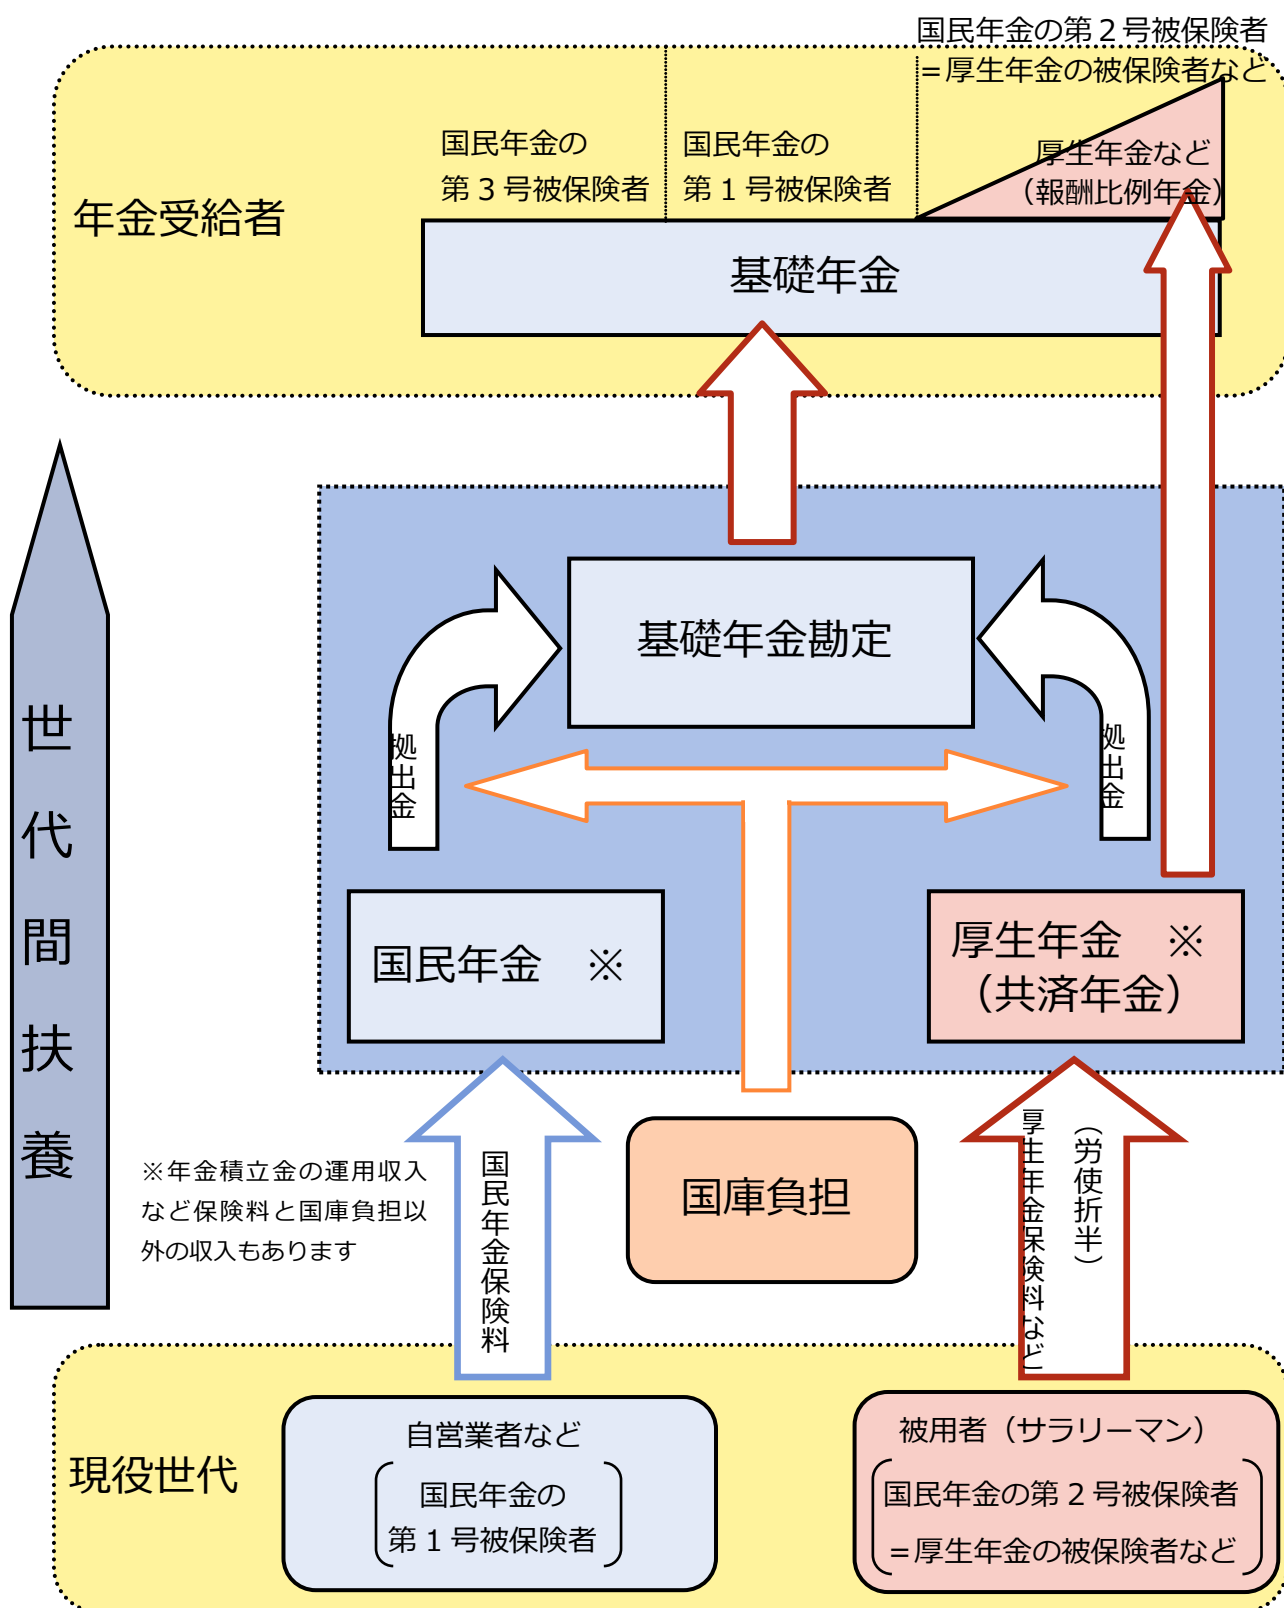 国民年金の第２号被保険者
＝厚生年金の被保険者など
国民年金の
第３号被保険者
国民年金の
第１号被保険者
厚生年金など
（報酬比例年金）
年金受給者
基礎年金
基礎年金勘定
拠出金
拠出金
世代間扶養
国民年金　※
厚生年金　※
（共済年金）
国民年金保険料
国庫負担
（労使折半）
厚生年金保険料など
※年金積立金の運用収入
など保険料と国庫負担以
外の収入もあります
現役世代
自営業者など
国民年金の
第１号被保険者
被用者（サラリーマン）
国民年金の第２号被保険者
＝厚生年金の被保険者など